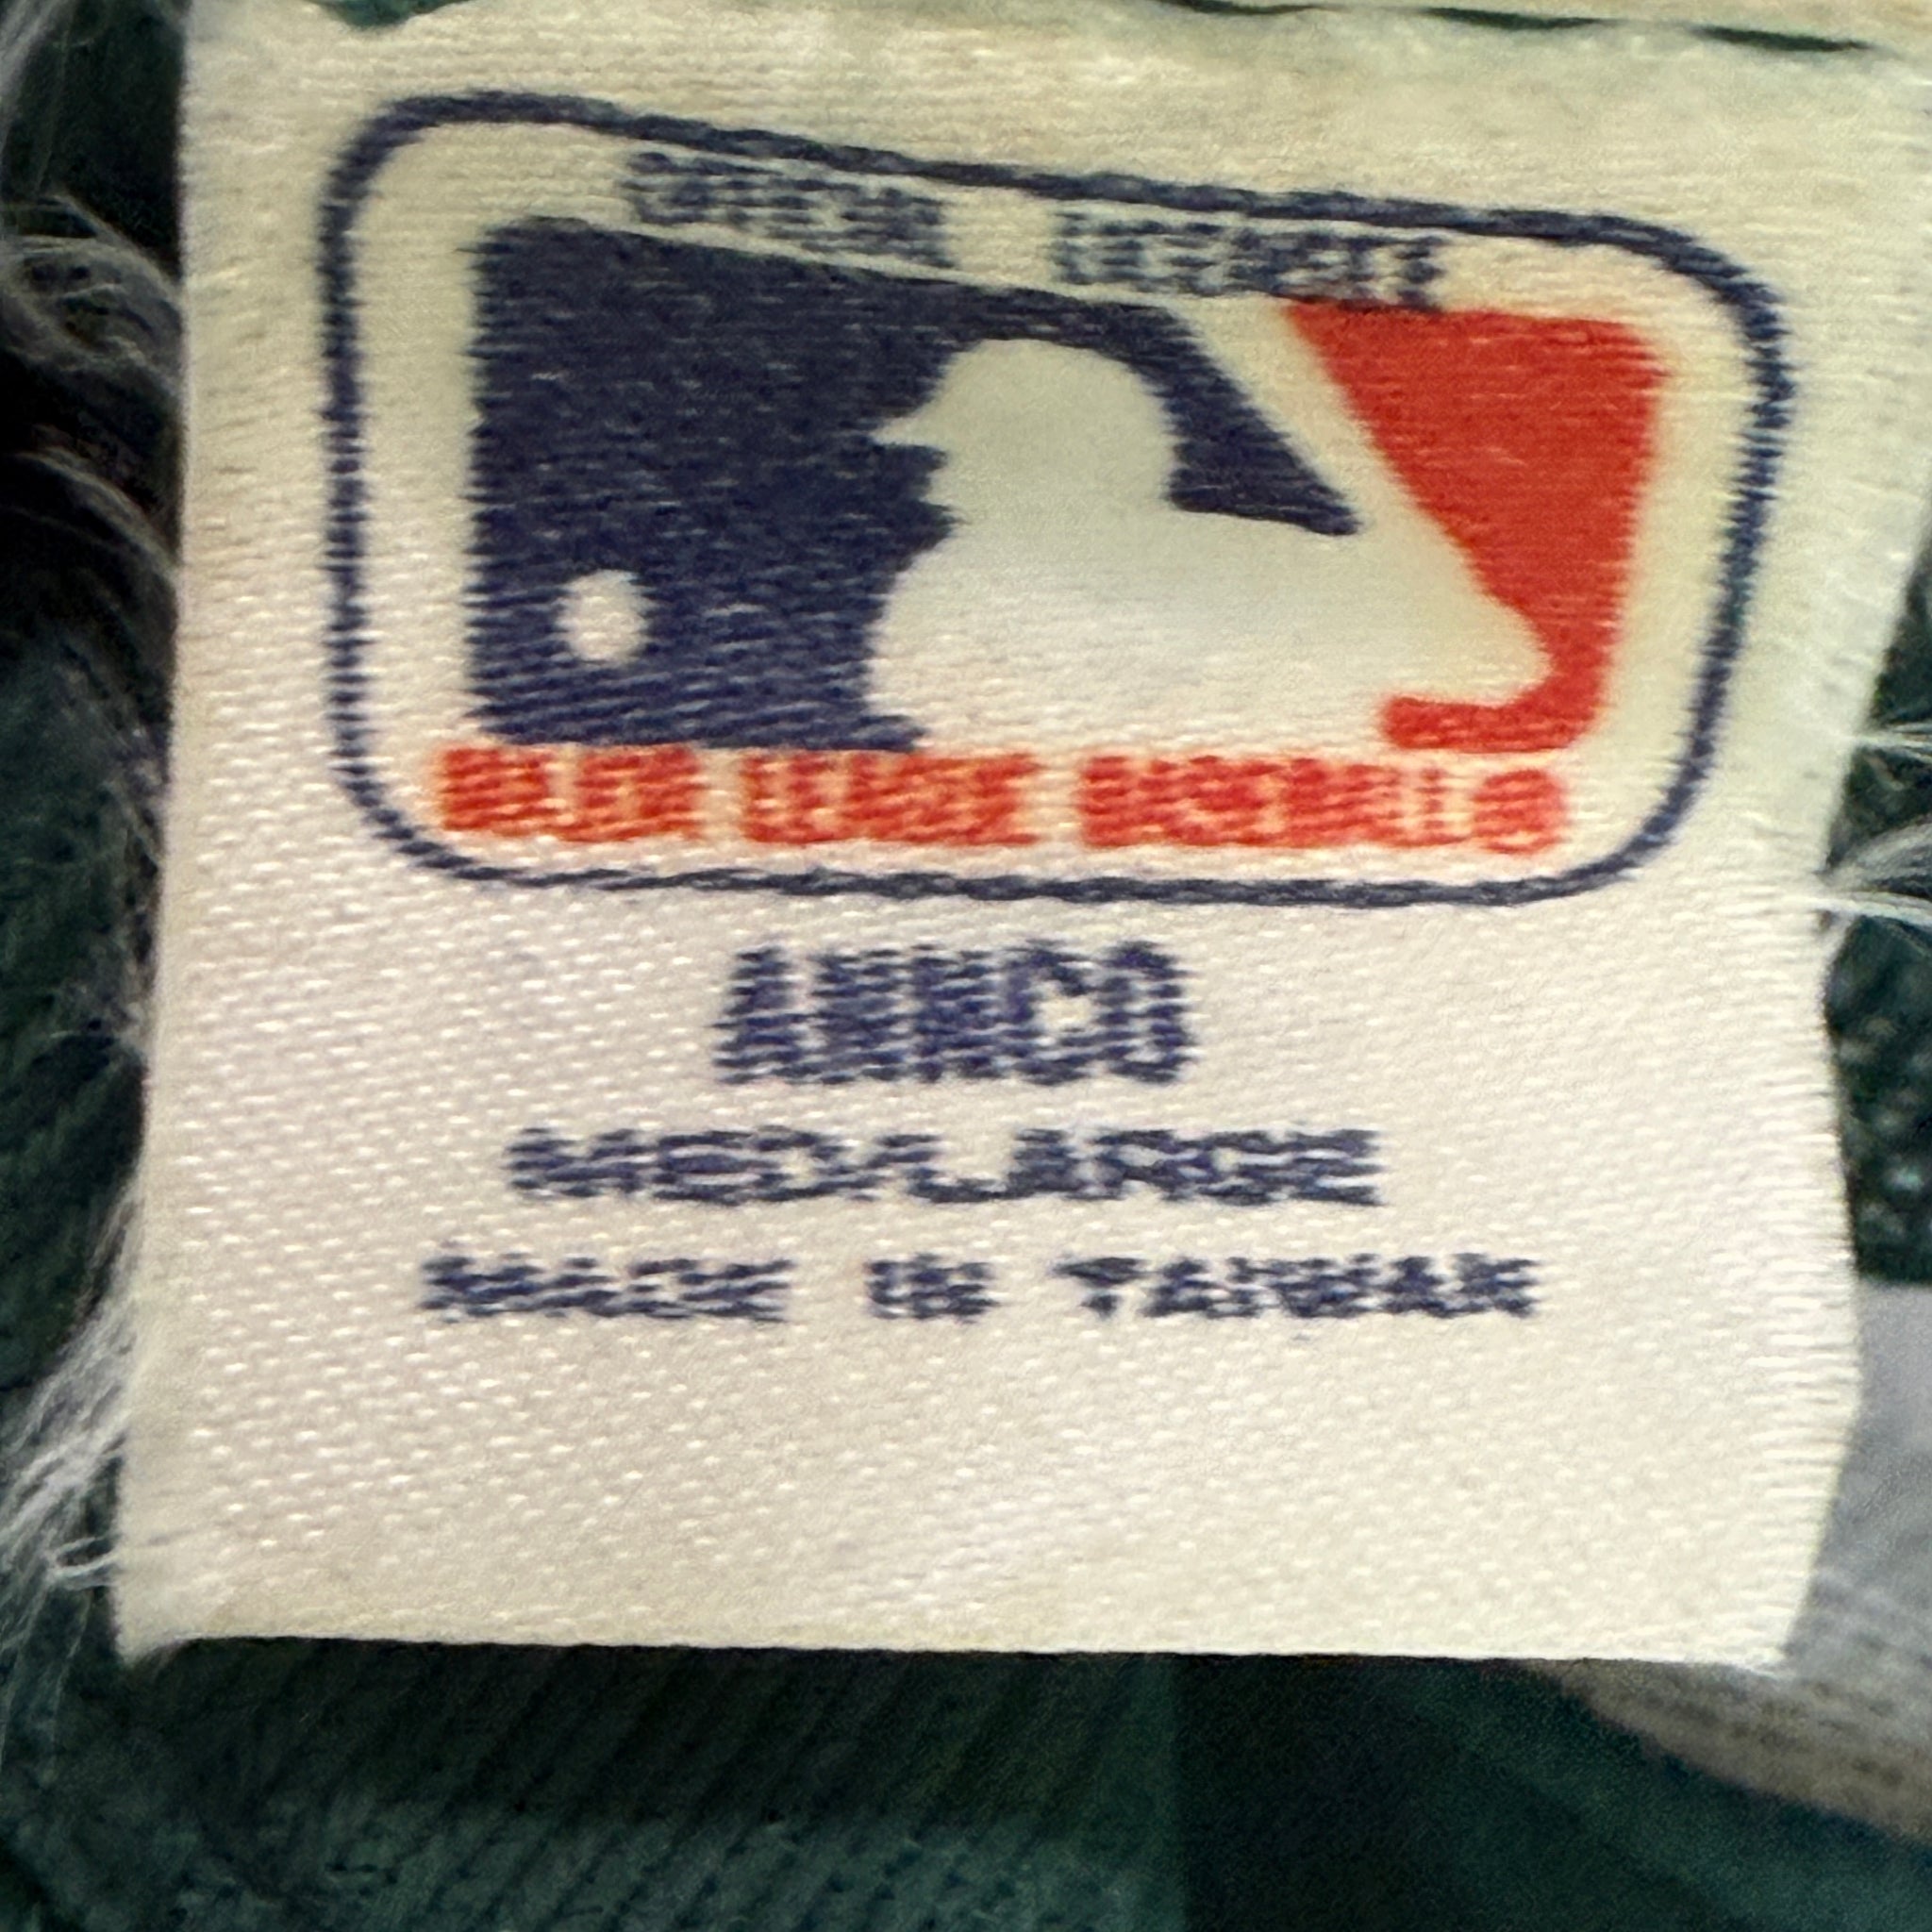 OFFICIAL LICENSEE
MAJOR LEAGUE BASEBALL ®
ANNCO
MED/LARGE
MADE IN TAIWAN